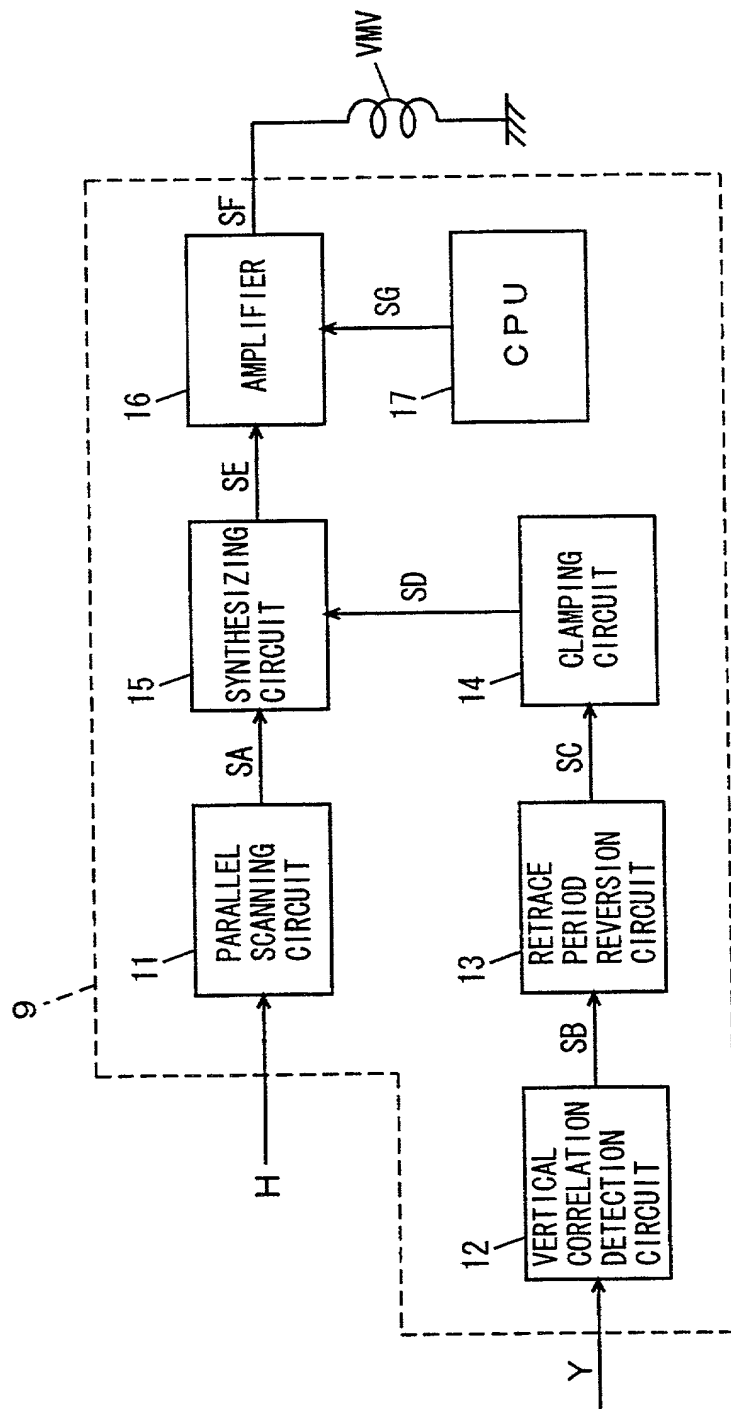 9
H
11
PARALLEL
SCANNING
CIRCUIT
SA
15
SYNTHESIZING
CIRCUIT
SE
16
AMPLIFIER
SF
VMV
SD
SG
17
CPU
Y
12
VERTICAL
CORRELATION
DETECTION
CIRCUIT
SB
13
RETRACE
PERIOD
REVERSION
CIRCUIT
SC
14
CLAMPING
CIRCUIT